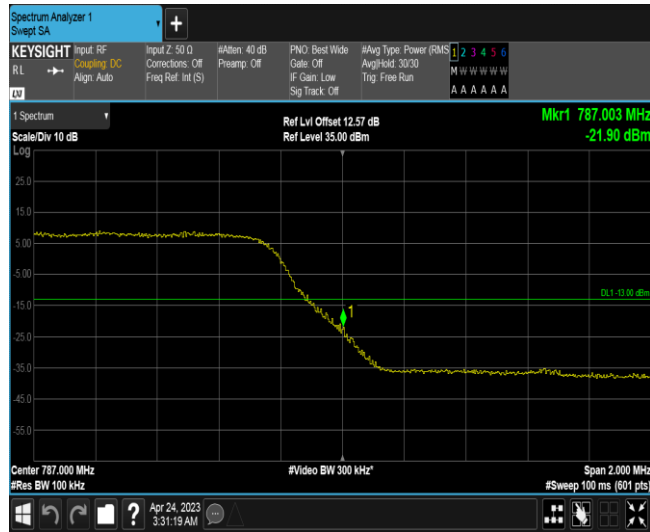 Spectrum Analyzer 1
Swept SA
KEYSIGHT
RL
LXI
Input: RF
Coupling: DC
Align: Auto
Input Z: 50 Ω
Corrections: Off
Freq Ref: Int (S)
#Atten: 40 dB
Preamp: Off
PNO: Best Wide
Gate: Off
IF Gain: Low
Sig Track: Off
#Avg Type: Power (RMS
Avg|Hold: 30/30
Trig: Free Run
1 2 3 4 5 6
M W W W W W
A A A A A A
1 Spectrum
Scale/Div 10 dB
Ref Lvl Offset 12.57 dB
Ref Level 35.00 dBm
Mkr1 787.003 MHz
-21.90 dBm
Log
25.0
15.0
5.00
-5.00
DL1 -13.00 dBm
-15.0
1
-25.0
-35.0
-45.0
-55.0
Center 787.000 MHz
#Video BW 300 kHz*
Span 2.000 MHz
#Res BW 100 kHz
#Sweep 100 ms (601 pts)
?
Apr 24, 2023
3:31:19 AM